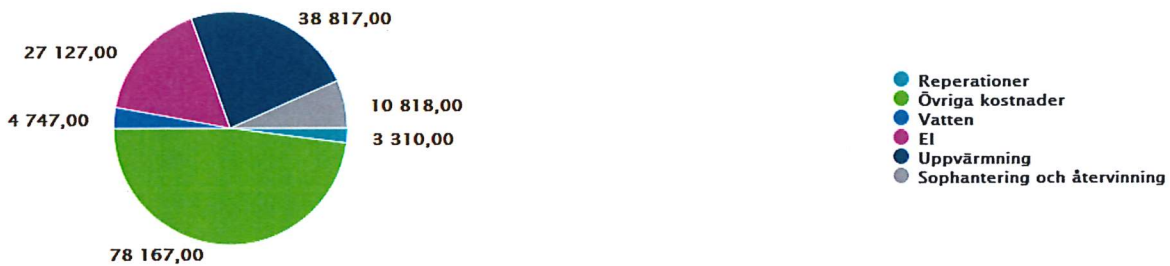 38 817,00
27 127,00
4 747,00
10 818,00
3 310,00
78 167,00
Reperationer
Övriga kostnader
Vatten
El
Uppvärmning
Sophantering och återvinning